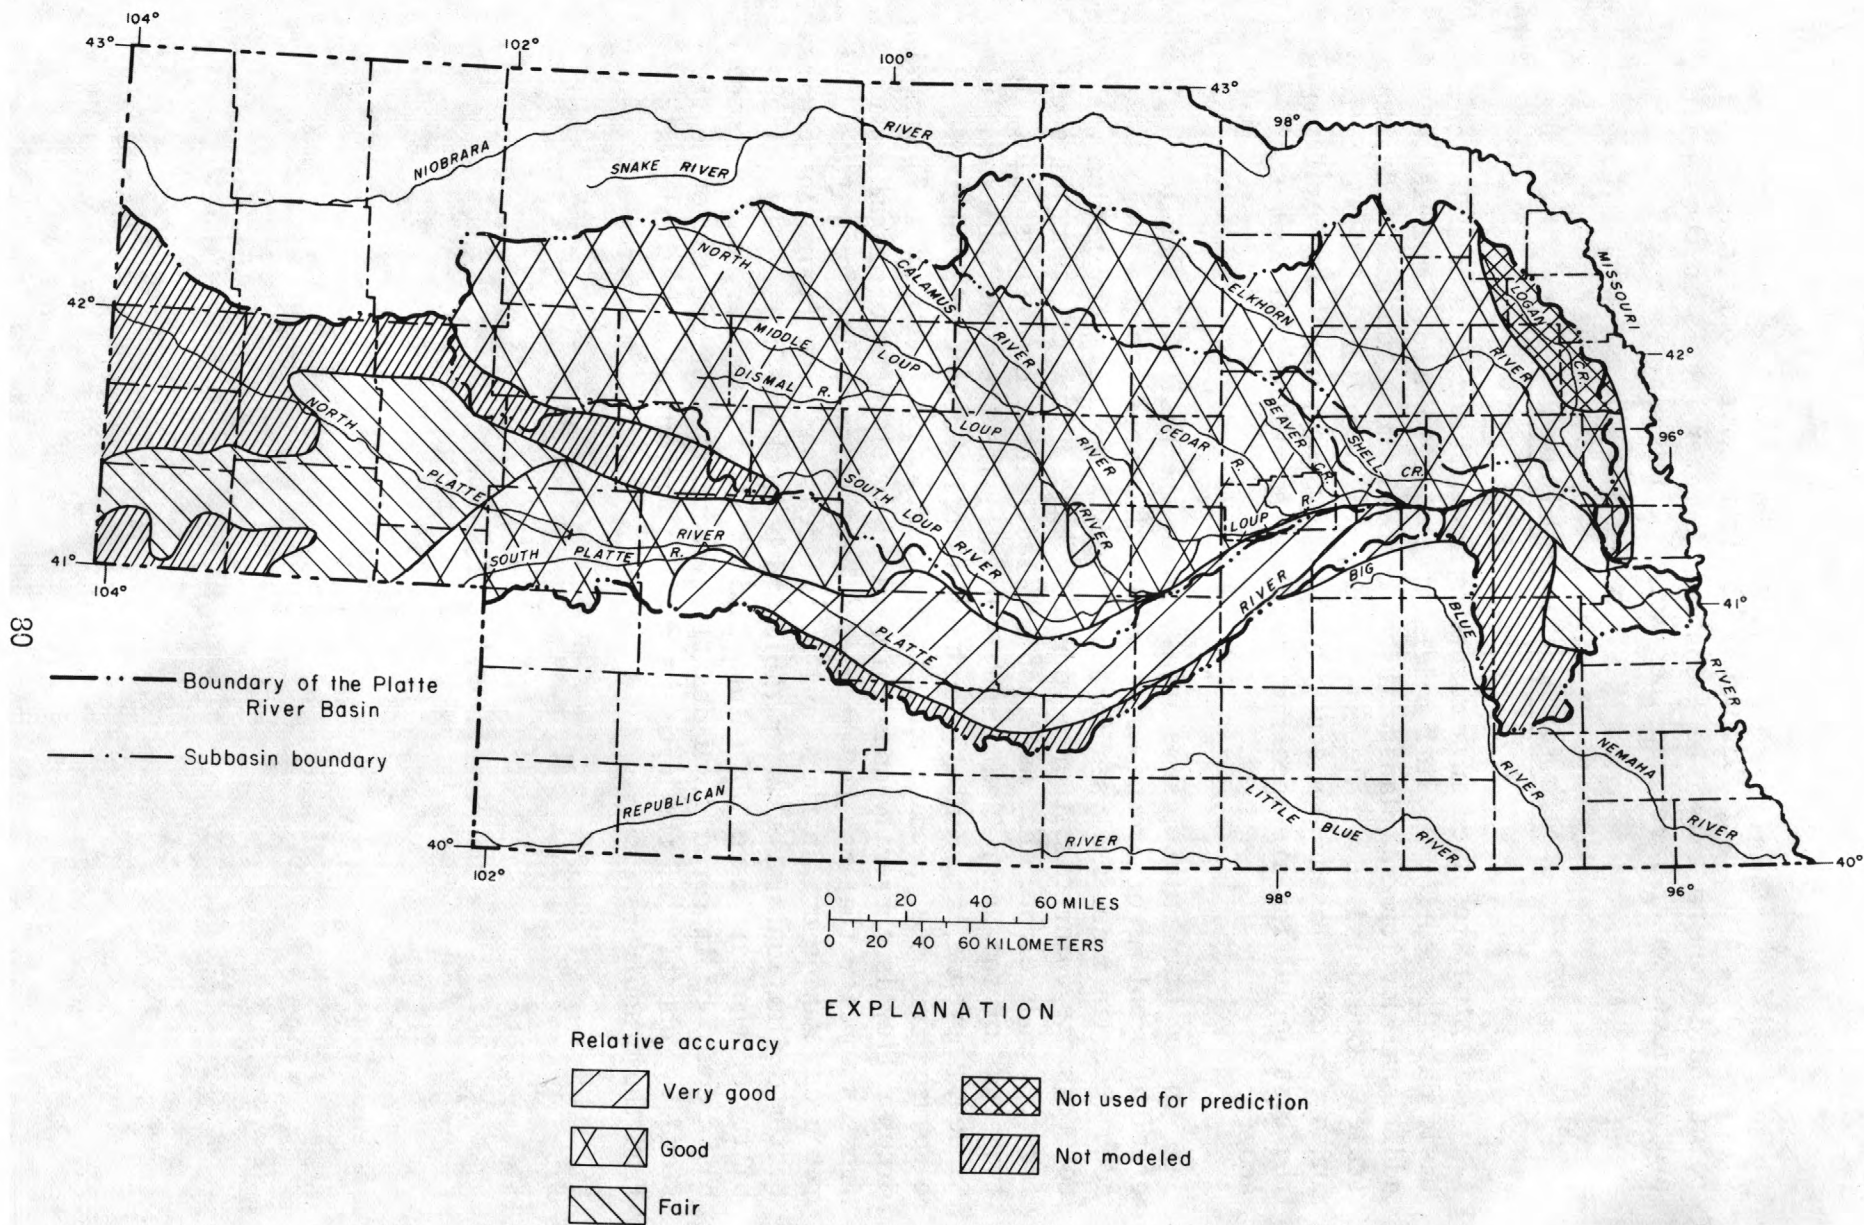 104°
43°
102°
100°
43°
98°
NIOBRARA
RIVER
SNAKE RIVER
MISSOURI
NORTH
CALAMUS
RIVER
ELKHORN
RIVER
LOGAN
CR.
42°
42°
MIDDLE
LOUP
RIVER
DISMAL R.
LOUP
RIVER
NORTH
PLATTE
RIVER
CEDAR
R.
BEAVER
CR.
SHELL
CR.
96°
SOUTH
LOUP
RIVER
LOUP
R.
SOUTH PLATTE R.
41°
104°
BIG
BLUE
RIVER
PLATTE
RIVER
41°
RIVER
80
Boundary of the Platte
River Basin
Subbasin boundary
REPUBLICAN
RIVER
LITTLE
BLUE
RIVER
NEMAHA
RIVER
40°
102°
98°
96°
40°
0 20 40 60 MILES
0 20 40 60 KILOMETERS
EXPLANATION
Relative accuracy
Very good
Good
Fair
Not used for prediction
Not modeled